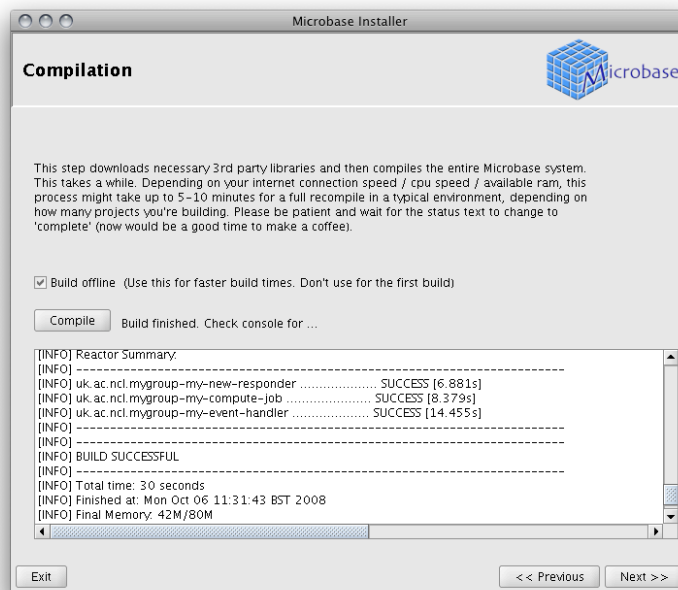 Microbase Installer
Compilation
Microbase
This step downloads necessary 3rd party libraries and then compiles the entire Microbase system.
This takes a while. Depending on your internet connection speed / cpu speed / available ram, this
process might take up to 5-10 minutes for a full recompile in a typical environment, depending on
how many projects you're building. Please be patient and wait for the status text to change to
'complete' (now would be a good time to make a coffee).
Build offline (Use this for faster build times. Don't use for the first build)
Compile Build finished. Check console for ...
[INFO] Reactor Summary:
[INFO] ------------------------------------------------------------------------
[INFO] uk.ac.ncl.mygroup-my-new-responder .................... SUCCESS [6.881s]
[INFO] uk.ac.ncl.mygroup-my-compute-job ...................... SUCCESS [8.379s]
[INFO] uk.ac.ncl.mygroup-my-event-handler .................... SUCCESS [14.455s]
[INFO] ------------------------------------------------------------------------
[INFO] ------------------------------------------------------------------------
[INFO] BUILD SUCCESSFUL
[INFO] ------------------------------------------------------------------------
[INFO] Total time: 30 seconds
[INFO] Finished at: Mon Oct 06 11:31:43 BST 2008
[INFO] Final Memory: 42M/80M
Exit << Previous Next >>